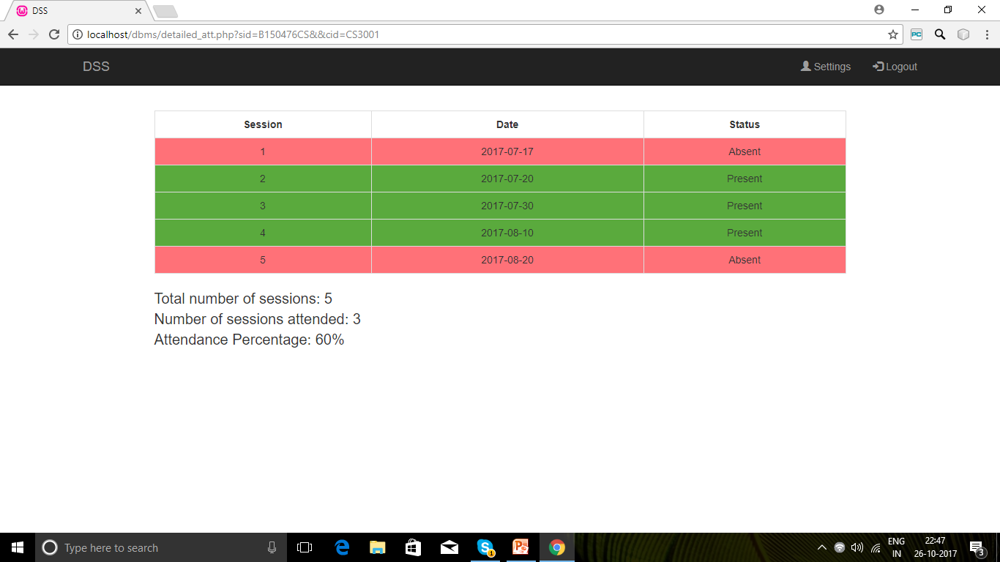 DSS
localhost/dbms/detailed_att.php?sid=B150476CS&t&cid=CS3001
PC
DSS Settings Logout
Session Date Status
1 2017-07-17 Absent
2 2017-07-20 Present
3 2017-07-30 Present
4 2017-08-10 Present
5 2017-08-20 Absent
Total number of sessions: 5
Number of sessions attended: 3
Attendance Percentage: 60%
Type here to search
1
ENG 22:47
IN 26-10-2017 3